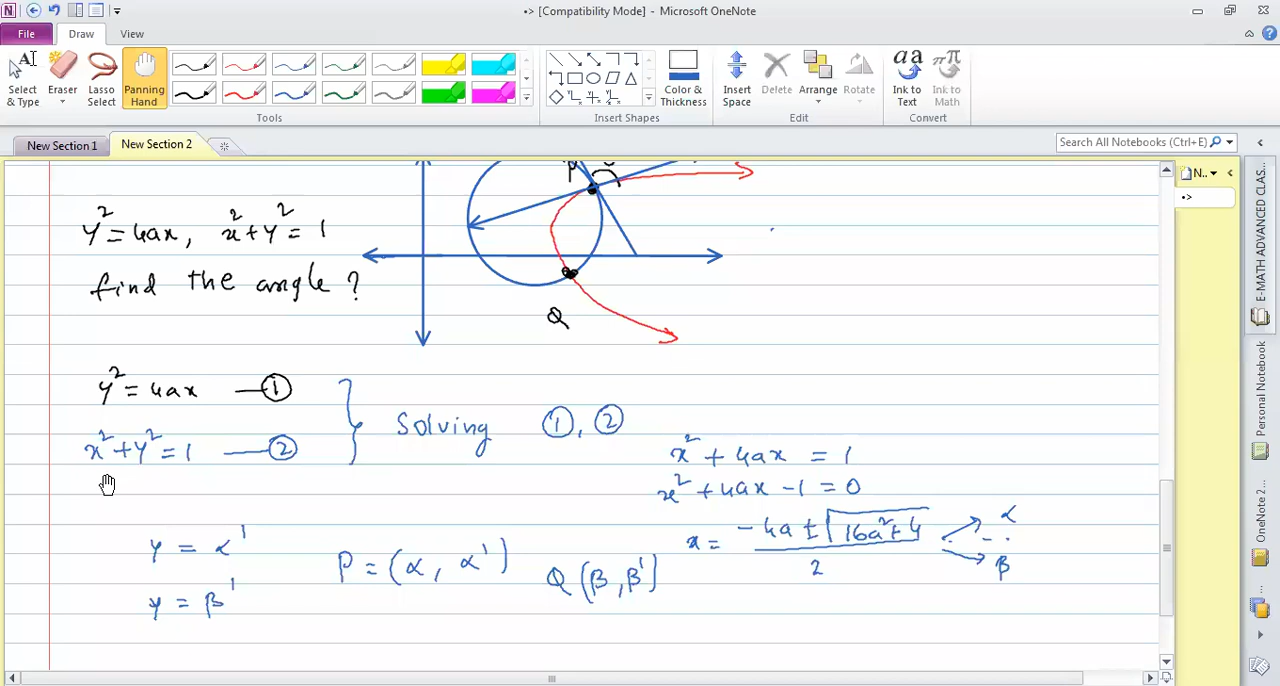 •> [Compatibility Mode] - Microsoft OneNote
File Draw View
Select & Type
Eraser
Lasso Select
Panning Hand
Color & Thickness
Insert Space
Delete
Arrange
Rotate
Ink to Text
Ink to Math
Tools
Insert Shapes
Edit
Convert
New Section 1
New Section 2
Search All Notebooks (Ctrl+E)
N..
•>
E-MATH ADVANCED CLAS...
Personal Notebook
OneNote 2...
P
y² = 4ax, x² + y² = 1
find the angle ?
Q
y² = 4ax —①
x² + y² = 1 —②
Solving ①, ②
x² + 4ax = 1
x² + 4ax - 1 = 0
x = (-4a ± √(16a² + 4)) / 2
α
β
y = α'
y = β'
P = (α, α')
Q (β, β')